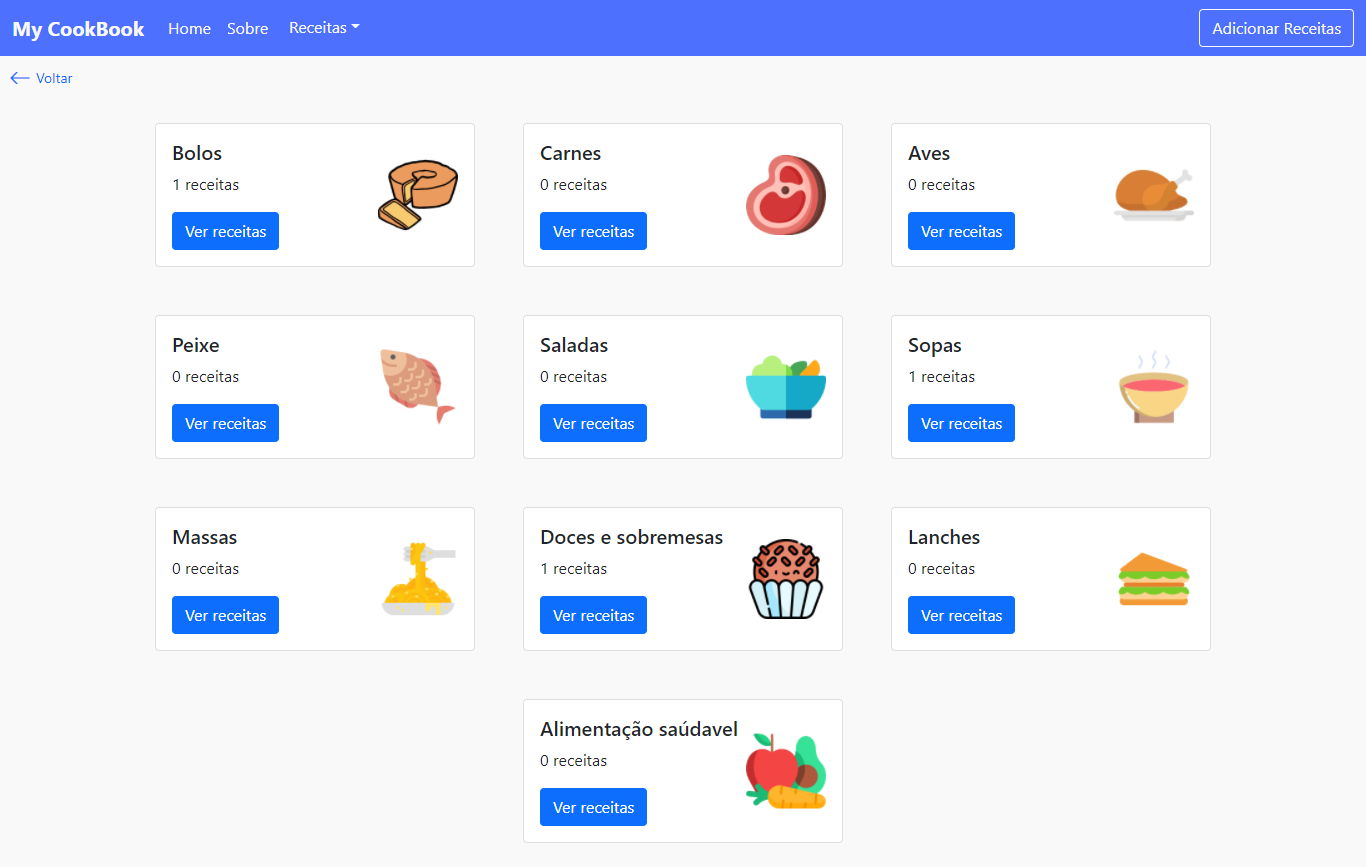 My CookBook Home Sobre Receitas Adicionar Receitas
Voltar
Bolos
1 receitas
Ver receitas
Carnes
0 receitas
Ver receitas
Aves
0 receitas
Ver receitas
Peixe
0 receitas
Ver receitas
Saladas
0 receitas
Ver receitas
Sopas
1 receitas
Ver receitas
Massas
0 receitas
Ver receitas
Doces e sobremesas
1 receitas
Ver receitas
Lanches
0 receitas
Ver receitas
Alimentação saúdavel
0 receitas
Ver receitas